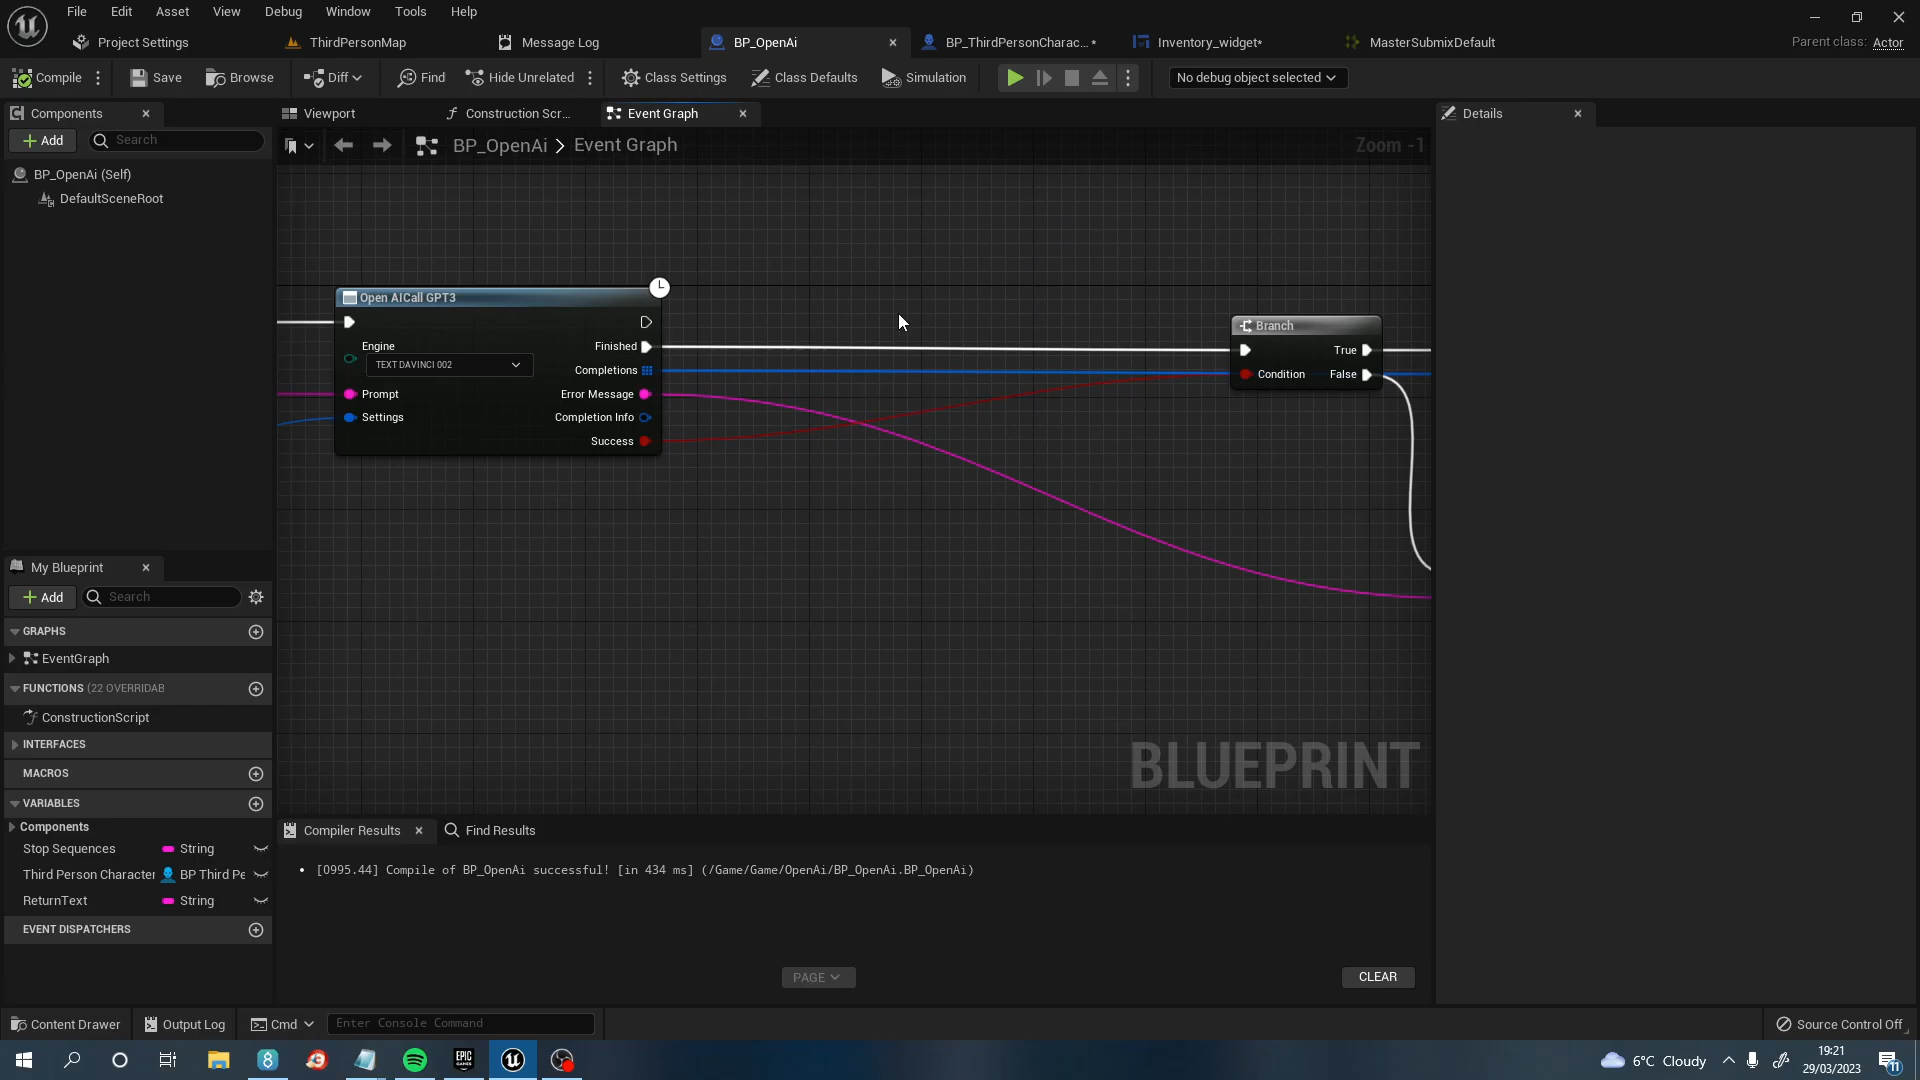 File Edit Asset View Debug Window Tools Help
Project Settings ThirdPersonMap Message Log BP_OpenAi BP_ThirdPersonCharac...* Inventory_widget* MasterSubmixDefault Parent class: Actor
Compile Save Browse Diff Find Hide Unrelated Class Settings Class Defaults Simulation No debug object selected
Components Viewport Construction Scr... Event Graph Details
Add Search
BP_OpenAi > Event Graph Zoom -1
BP_OpenAi (Self)
DefaultSceneRoot
Open AICall GPT3
Engine Finished
TEXT DAVINCI 002
Completions
Prompt Error Message
Settings Completion Info
Success
Branch
True
Condition False
BLUEPRINT
My Blueprint
Add Search
GRAPHS
EventGraph
FUNCTIONS (22 OVERRIDAB
ConstructionScript
INTERFACES
MACROS
VARIABLES
Components
Stop Sequences String
Third Person Character BP Third Pe
ReturnText String
EVENT DISPATCHERS
Compiler Results Find Results
[0995.44] Compile of BP_OpenAi successful! [in 434 ms] (/Game/Game/OpenAi/BP_OpenAi.BP_OpenAi)
PAGE CLEAR
Content Drawer Output Log Cmd Enter Console Command Source Control Off
EPIC GAMES
6°C Cloudy 19:21
29/03/2023 11